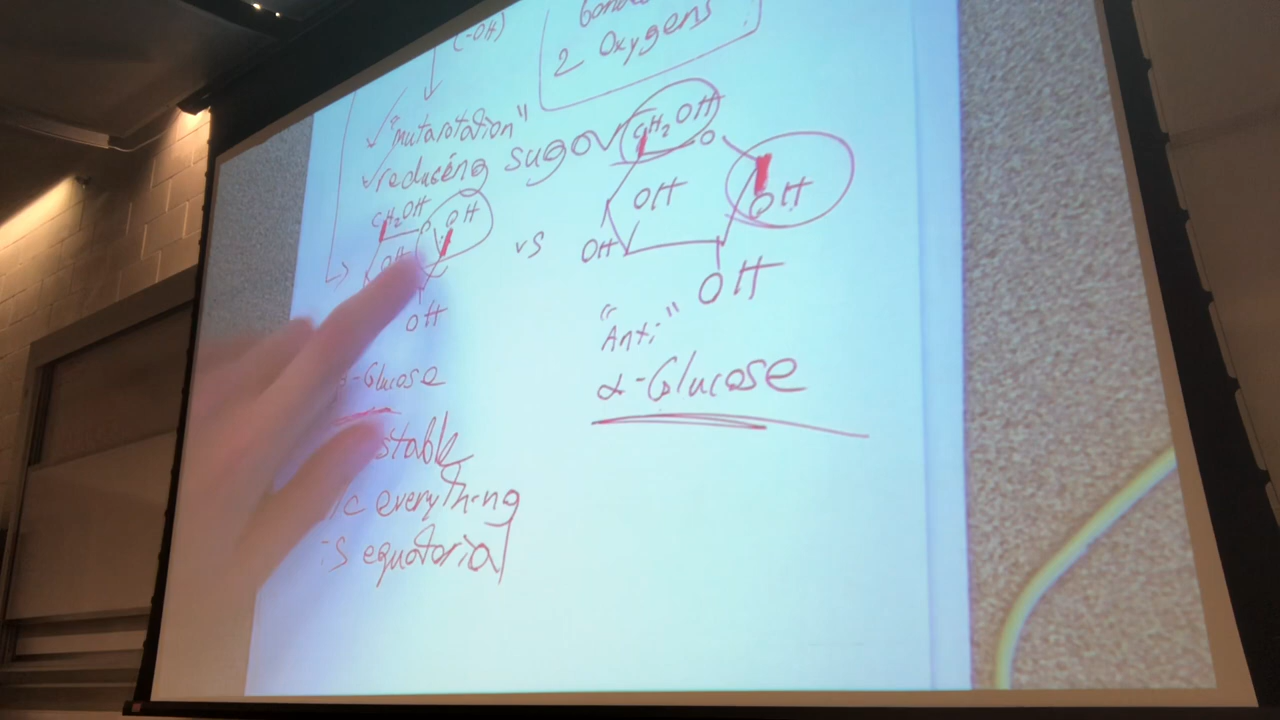 (-OH)
2 Oxygens
"mutarotation"
reducing sugar
CH2OH
O
OH
OH
OH
vs
CH2OH
O
OH
OH
OH
OH
"Anti"
-Glucose
α-Glucose
stable
c everything
is equatorial